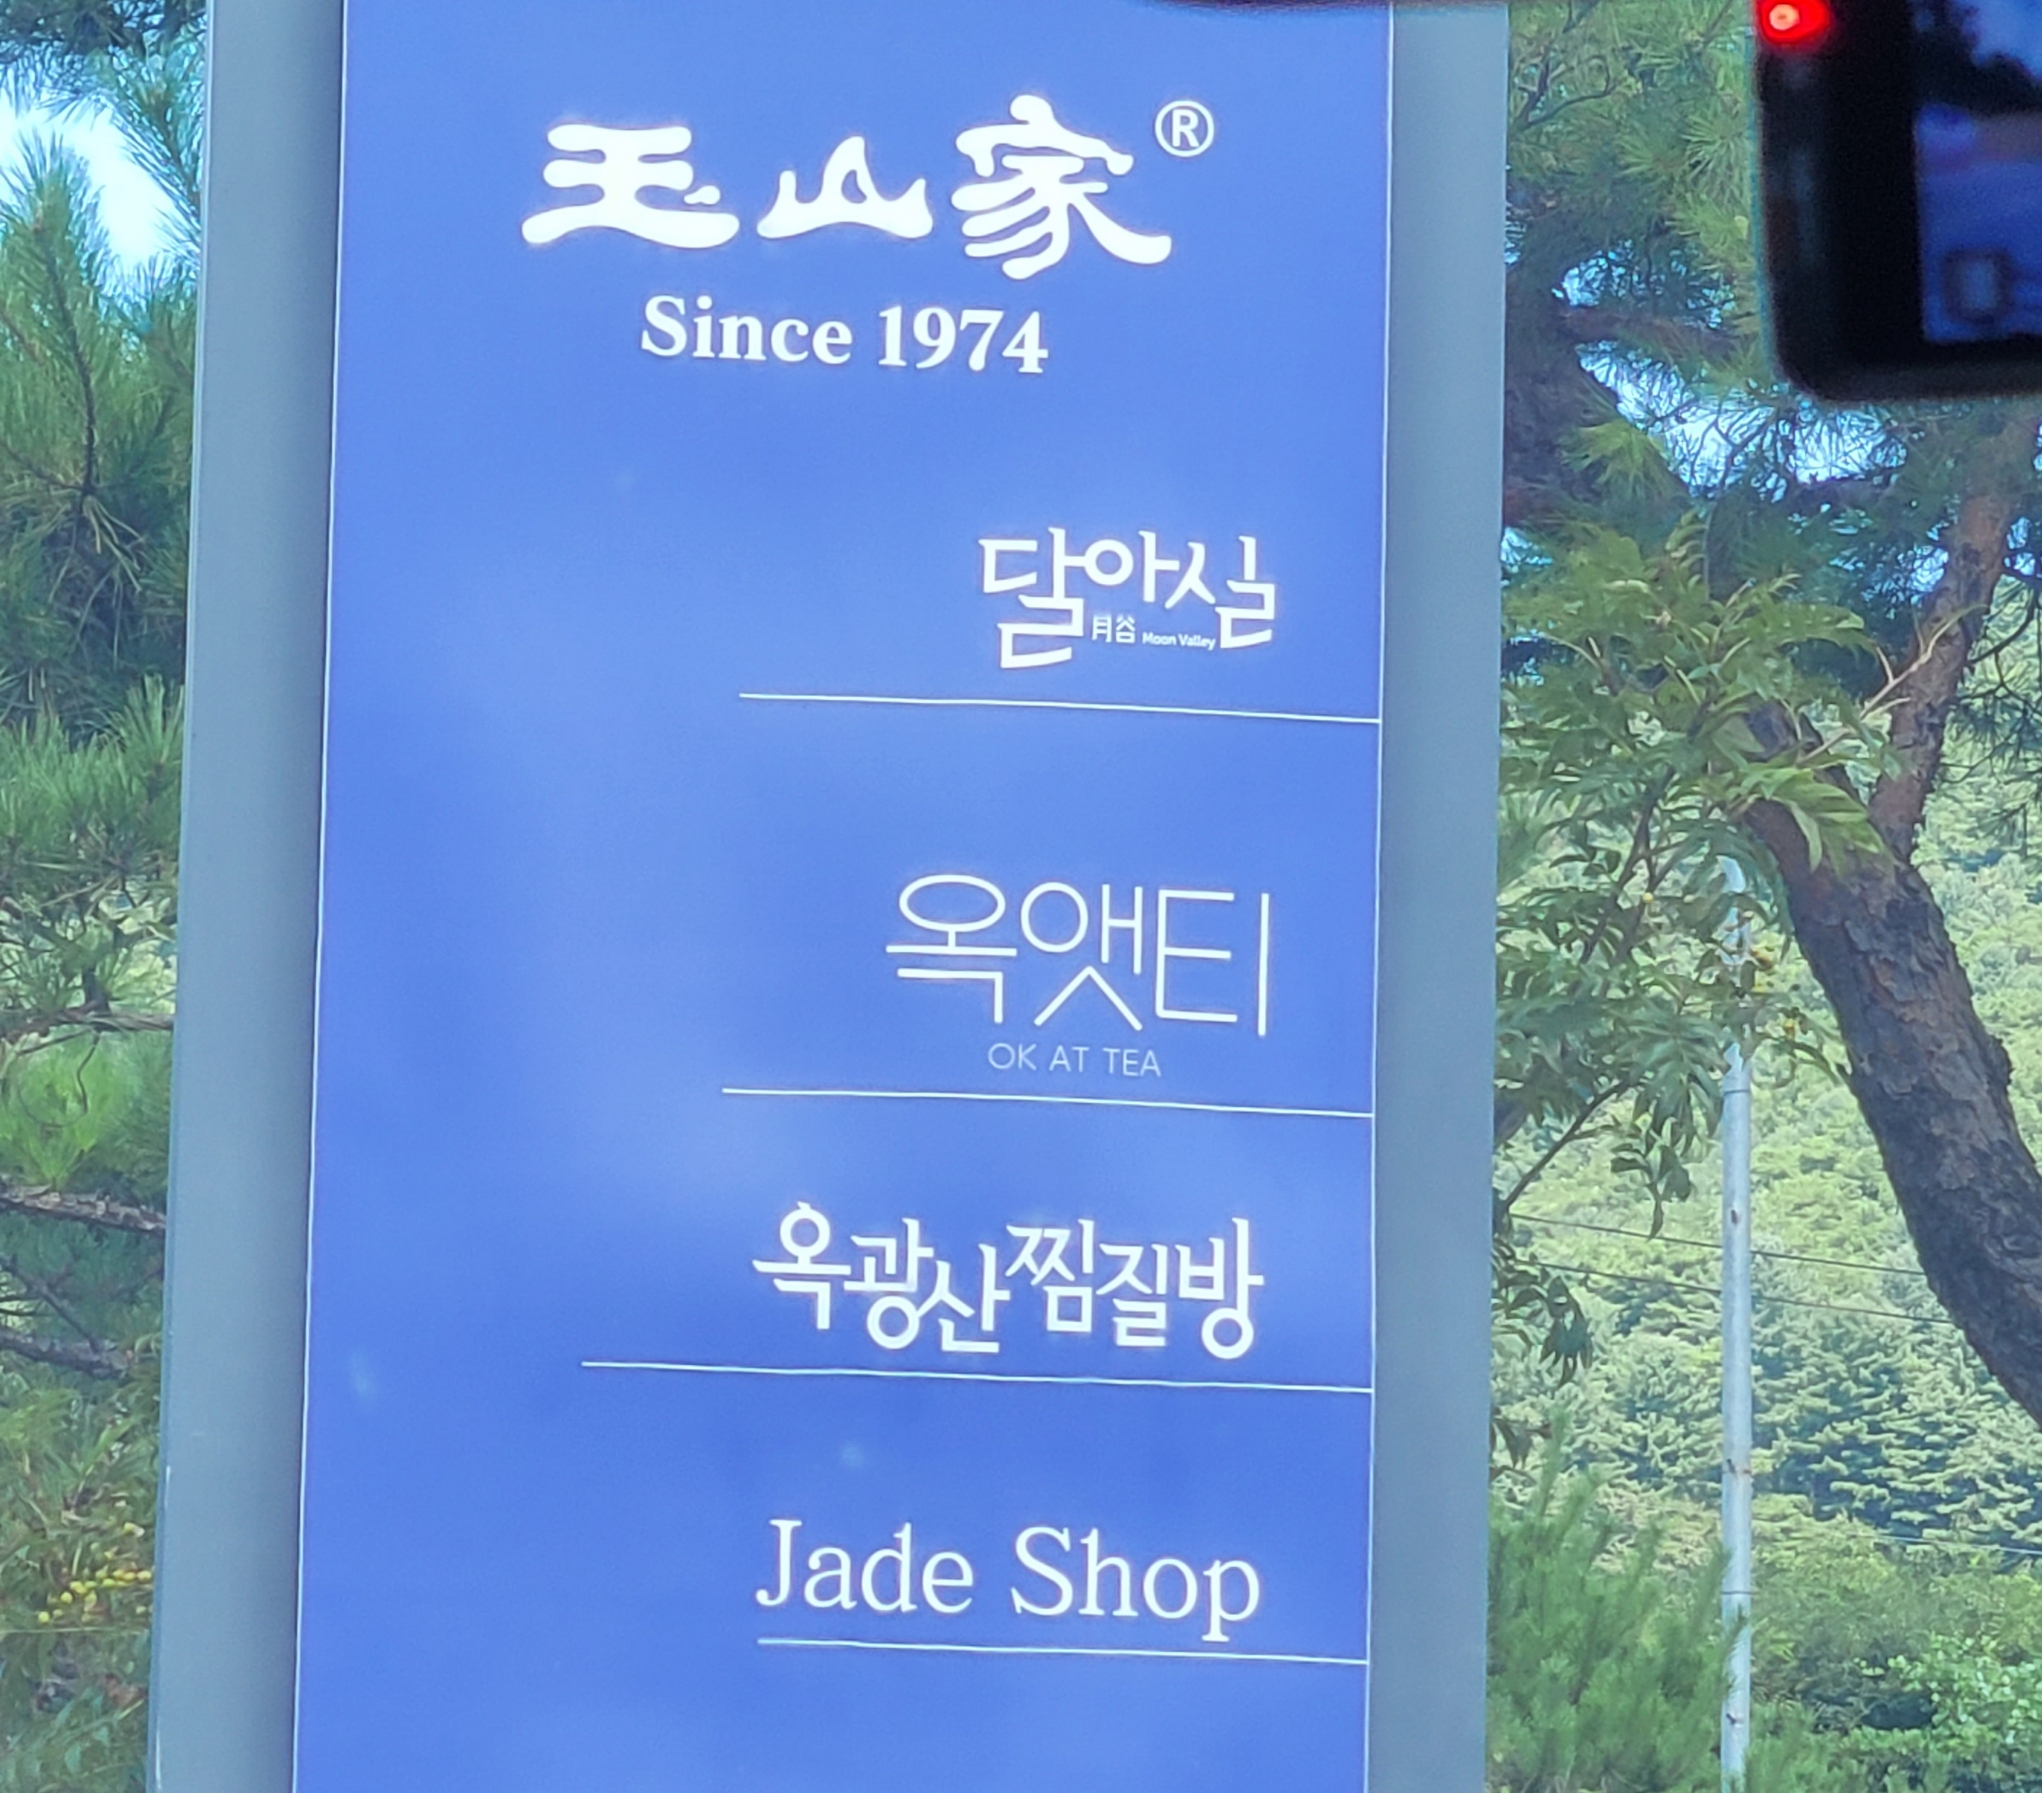 玉山家®
Since 1974
달아실
月谷 Moon Valley
옥앳티
OK AT TEA
옥광산찜질방
Jade Shop